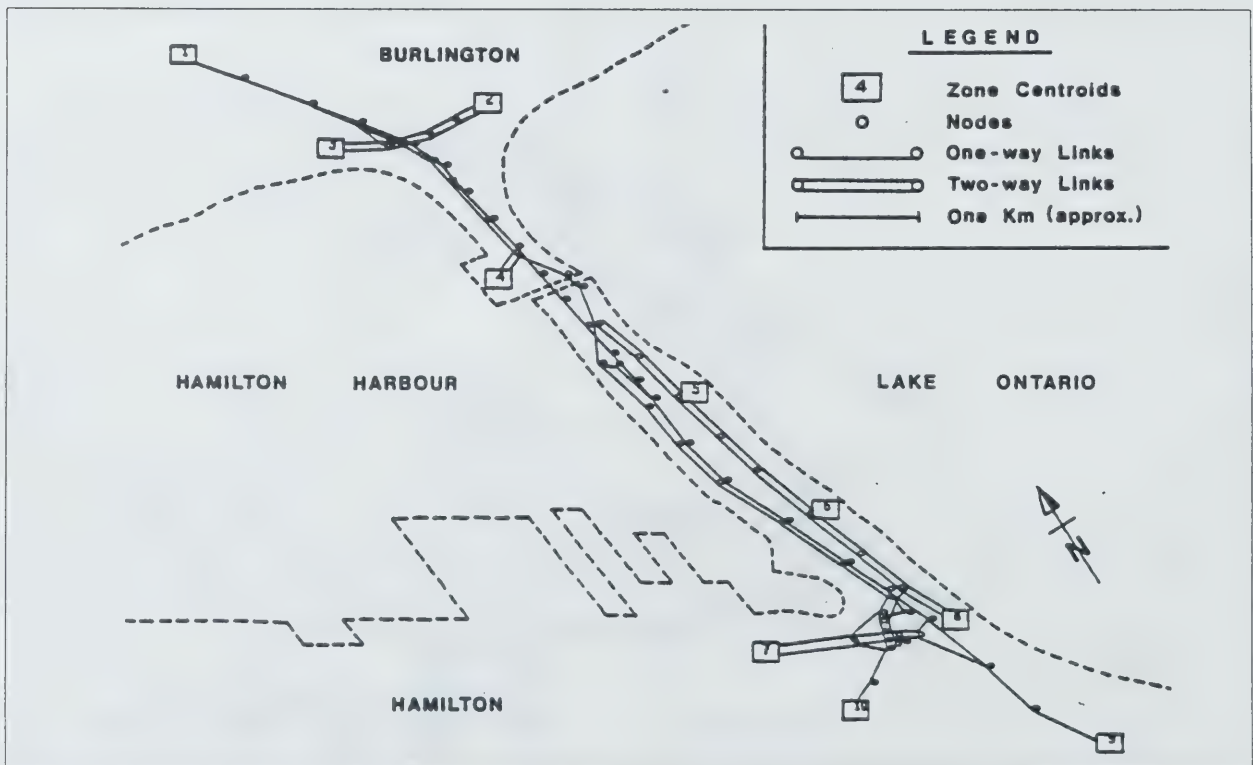 LEGEND
4 Zone Centroids
Nodes
One-way Links
Two-way Links
One Km (approx.)
1
BURLINGTON
2
3
4
HAMILTON HARBOUR
5
LAKE ONTARIO
6
N
8
7
HAMILTON
10
9